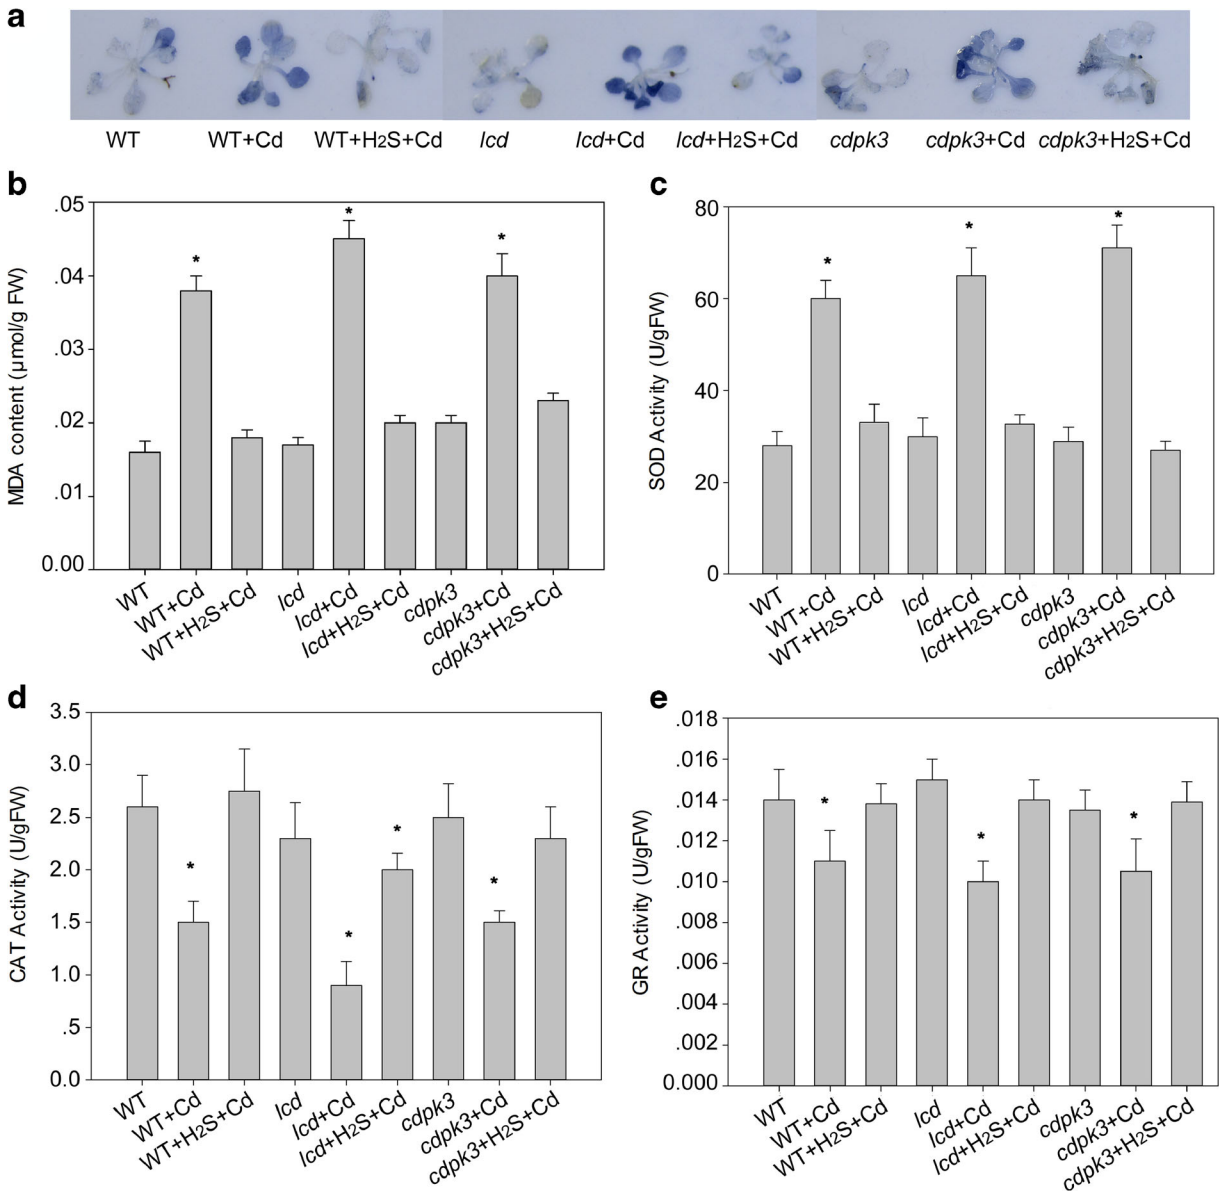 a
WT WT+Cd WT+H2S+Cd lcd lcd+Cd lcd+H2S+Cd cdpk3 cdpk3+Cd cdpk3+H2S+Cd
b
MDA content (µmol/g FW)
.05
.04
.03
.02
.01
0.00
* * *
WT WT+Cd WT+H2S+Cd lcd lcd+Cd lcd+H2S+Cd cdpk3 cdpk3+Cd cdpk3+H2S+Cd
c
SOD Activity (U/gFW)
80
60
40
20
0
* * *
WT WT+Cd WT+H2S+Cd lcd lcd+Cd lcd+H2S+Cd cdpk3 cdpk3+Cd cdpk3+H2S+Cd
d
CAT Activity (U/gFW)
3.5
3.0
2.5
2.0
1.5
1.0
.5
0.0
* * * *
WT WT+Cd WT+H2S+Cd lcd lcd+Cd lcd+H2S+Cd cdpk3 cdpk3+Cd cdpk3+H2S+Cd
e
GR Activity (U/gFW)
.018
.016
.014
.012
.010
.008
.006
.004
.002
0.000
* * *
WT WT+Cd WT+H2S+Cd lcd lcd+Cd lcd+H2S+Cd cdpk3 cdpk3+Cd cdpk3+H2S+Cd